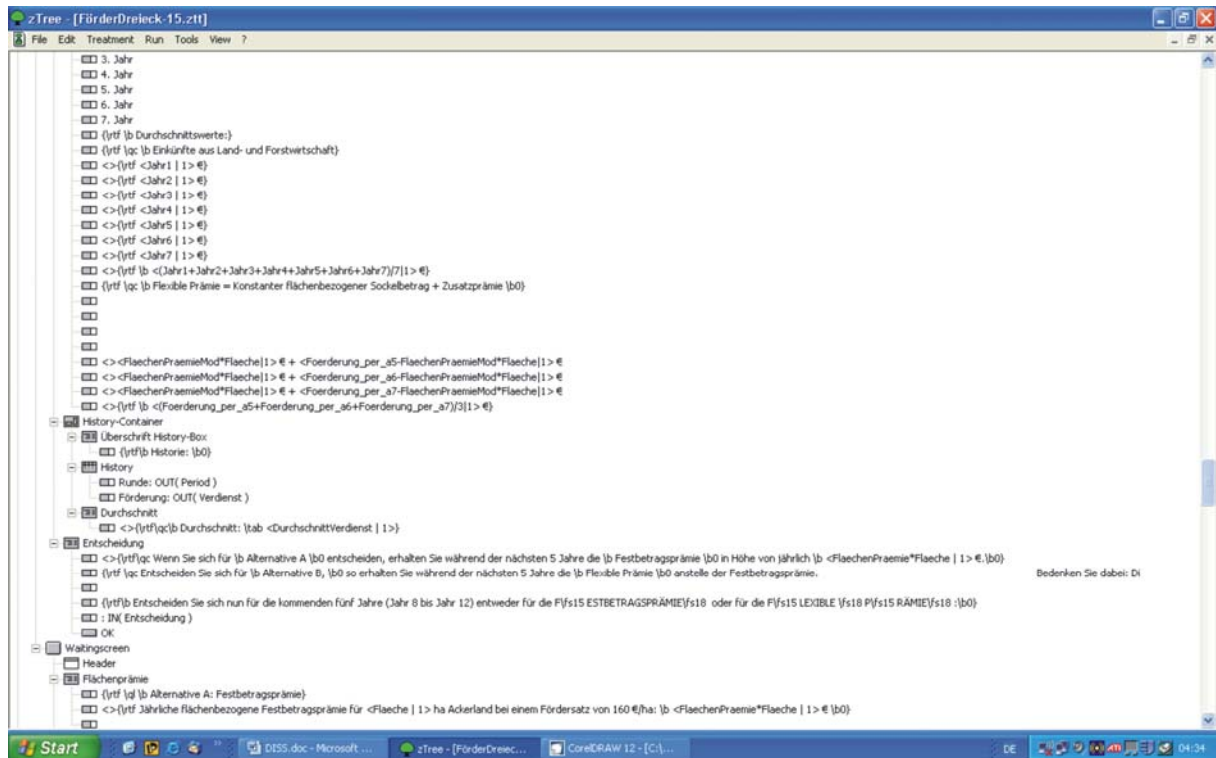 zTree - [FörderDreieck-15.ztt]
File Edit Treatment Run Tools View ?
3. Jahr
4. Jahr
5. Jahr
6. Jahr
7. Jahr
{\rtf \b Durchschnittswerte:}
{\rtf \qc \b Einkünfte aus Land- und Forstwirtschaft}
<>{\rtf <Jahr1 | 1> €}
<>{\rtf <Jahr2 | 1> €}
<>{\rtf <Jahr3 | 1> €}
<>{\rtf <Jahr4 | 1> €}
<>{\rtf <Jahr5 | 1> €}
<>{\rtf <Jahr6 | 1> €}
<>{\rtf <Jahr7 | 1> €}
<>{\rtf \b <(Jahr1+Jahr2+Jahr3+Jahr4+Jahr5+Jahr6+Jahr7)/7|1> €}
{\rtf \qc \b Flexible Prämie = Konstanter flächenbezogener Sockelbetrag + Zusatzprämie \b0}
<><FlaechenPraemieMod*Flaeche|1> € + <Foerderung_per_a5-FlaechenPraemieMod*Flaeche|1> €
<><FlaechenPraemieMod*Flaeche|1> € + <Foerderung_per_a6-FlaechenPraemieMod*Flaeche|1> €
<><FlaechenPraemieMod*Flaeche|1> € + <Foerderung_per_a7-FlaechenPraemieMod*Flaeche|1> €
<>{\rtf \b <(Foerderung_per_a5+Foerderung_per_a6+Foerderung_per_a7)/3|1> €}
History-Container
Überschrift History-Box
{\rtf\b Historie: \b0}
History
Runde: OUT( Period )
Förderung: OUT( Verdienst )
Durchschnitt
<>{\rtf\qc\b Durchschnitt: \tab <DurchschnittVerdienst | 1>}
Entscheidung
<>{\rtf\qc Wenn Sie sich für \b Alternative A \b0 entscheiden, erhalten Sie während der nächsten 5 Jahre die \b Festbetragsprämie \b0 in Höhe von jährlich \b <FlaechenPraemie*Flaeche | 1> €.\b0}
{\rtf \qc Entscheiden Sie sich für \b Alternative B, \b0 so erhalten Sie während der nächsten 5 Jahre die \b Flexible Prämie \b0 anstelle der Festbetragsprämie. Bedenken Sie dabei: Di
{\rtf\b Entscheiden Sie sich nun für die kommenden fünf Jahre (Jahr 8 bis Jahr 12) entweder für die F\fs15 ESTBETRAGSPRÄMIE\fs18 oder für die F\fs15 LEXIBLE \fs18 P\fs15 RÄMIE\fs18 :\b0}
: IN( Entscheidung )
OK
Waitingscreen
Header
Flächenprämie
{\rtf \ql \b Alternative A: Festbetragsprämie}
<>{\rtf Jährliche flächenbezogene Festbetragsprämie für <Flaeche | 1> ha Ackerland bei einem Fördersatz von 160 €/ha: \b <FlaechenPraemie*Flaeche | 1> € \b0}
Start DISS.doc - Microsoft ... zTree - [FörderDreiec... CorelDRAW 12 - [C:\... DE 04:34